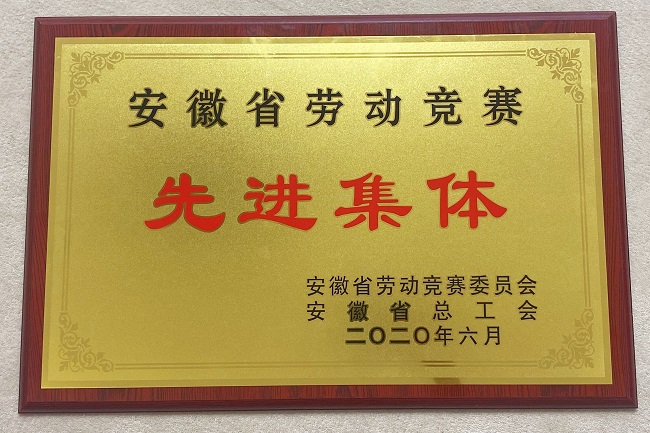 安徽省劳动竞赛
先进集体
安徽省劳动竞赛委员会
安徽省总工会
二〇二〇年六月